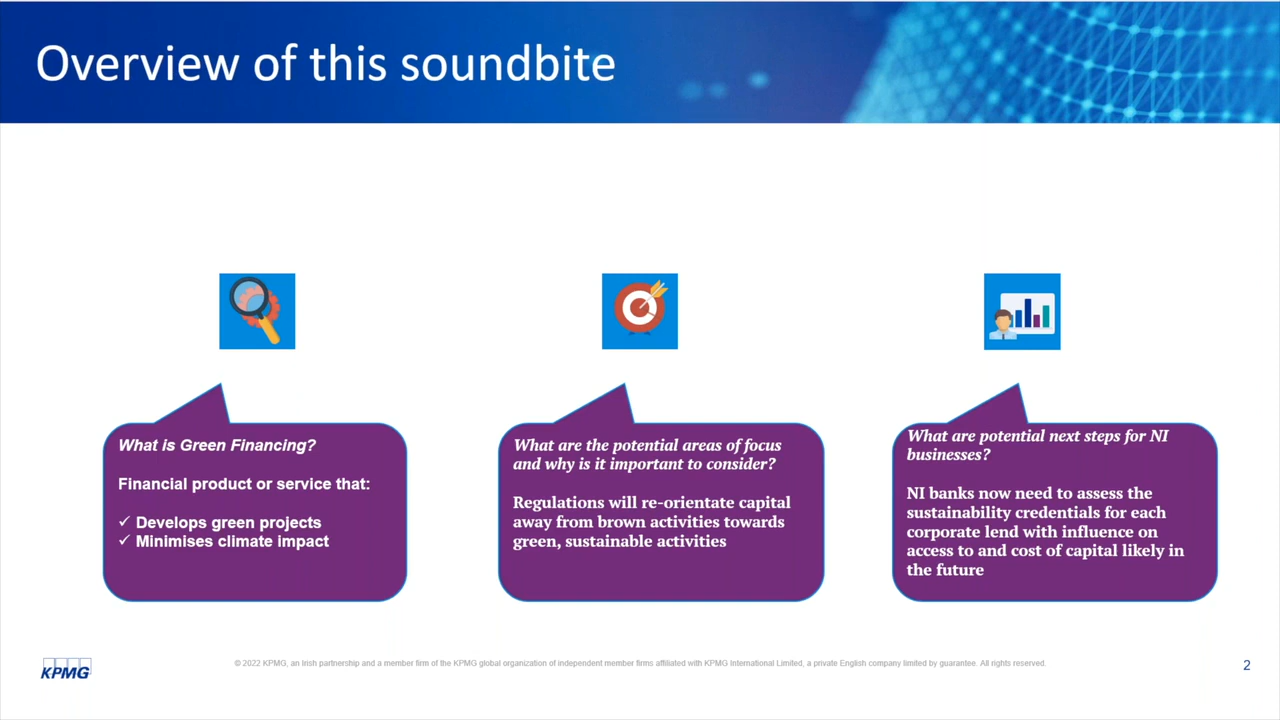 Overview of this soundbite
What is Green Financing?
Financial product or service that:
✓ Develops green projects
✓ Minimises climate impact
What are the potential areas of focus
and why is it important to consider?
Regulations will re-orientate capital
away from brown activities towards
green, sustainable activities
What are potential next steps for NI
businesses?
NI banks now need to assess the
sustainability credentials for each
corporate lend with influence on
access to and cost of capital likely in
the future
KPMG
© 2022 KPMG, an Irish partnership and a member firm of the KPMG global organization of independent member firms affiliated with KPMG International Limited, a private English company limited by guarantee. All rights reserved.
2